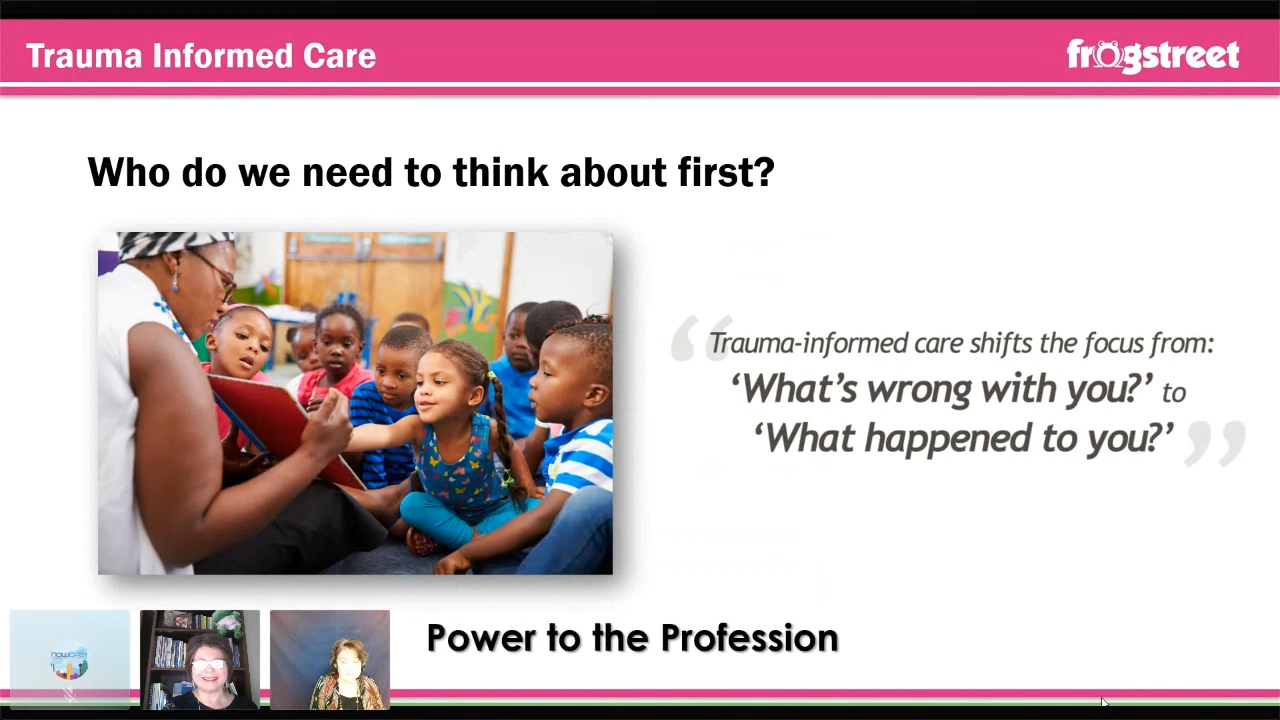 Trauma Informed Care
frogstreet
Who do we need to think about first?
“Trauma-informed care shifts the focus from:
‘What’s wrong with you?’ to
‘What happened to you?’”
Power to the Profession